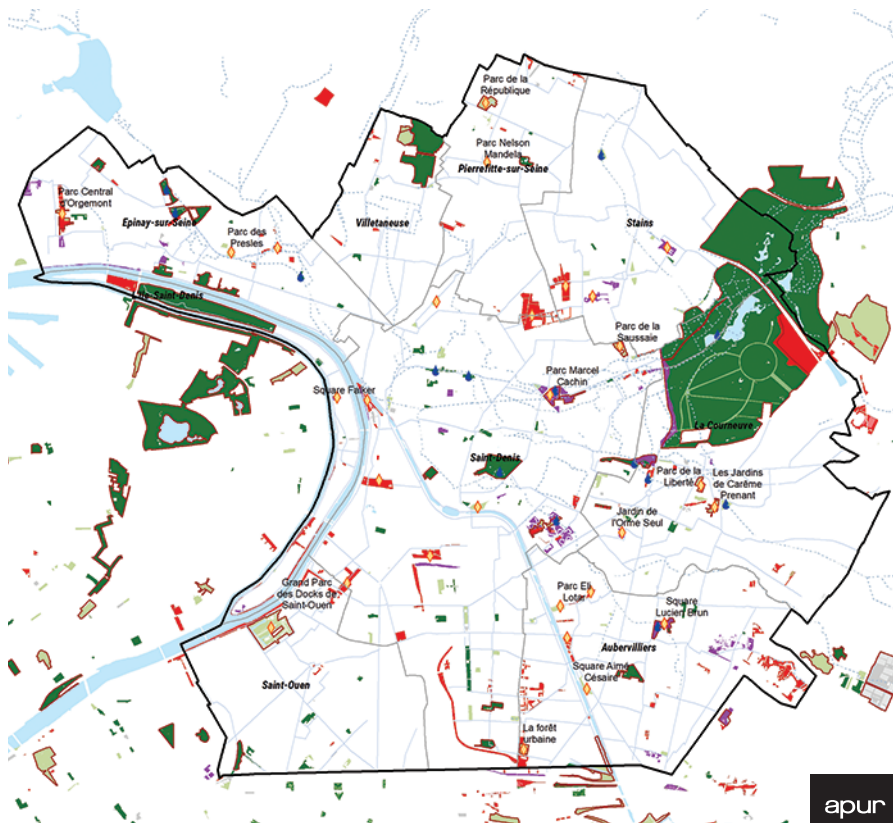 Parc de la
République
Parc Nelson
Mandela
Pierrefitte-sur-Seine
Parc Central
d'Orgemont
Epinay-sur-Seine
Parc des
Presles
Villetaneuse
Stains
L'Ile-Saint-Denis
Parc de la
Saussaie
Parc Marcel
Cachin
Square Falker
La Courneuve
Saint-Denis
Parc de la
Liberté
Les Jardins
de Carême
Prenant
Jardin de
l'Orme Seul
Grand Parc
des Docks de
Saint-Ouen
Parc Eli
Lotar
Square
Lucien Brun
Aubervilliers
Square Aimé
Césaire
Saint-Ouen
La forêt
urbaine
apur